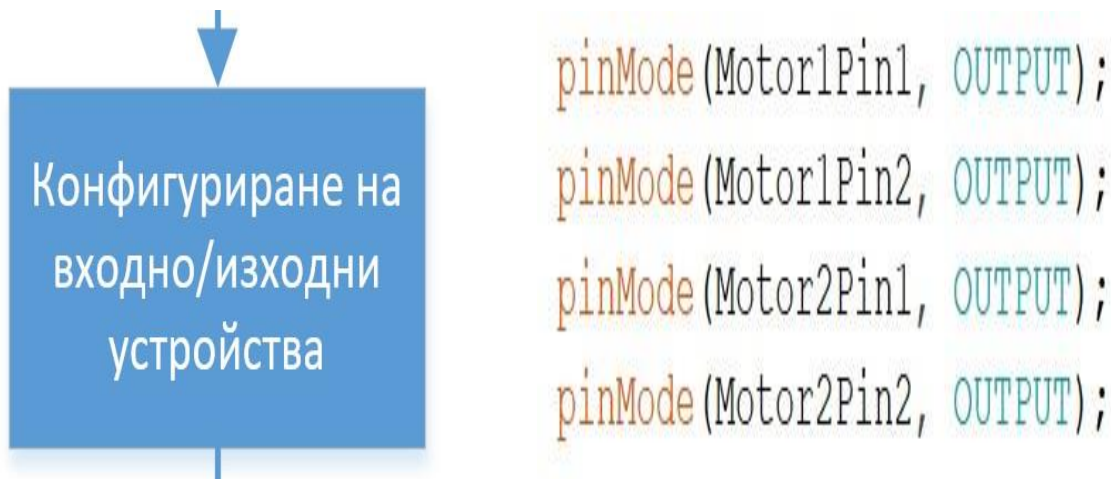 Конфигуриране на
входно/изходни
устройства
pinMode(Motor1Pin1, OUTPUT);
pinMode(Motor1Pin2, OUTPUT);
pinMode(Motor2Pin1, OUTPUT);
pinMode(Motor2Pin2, OUTPUT);